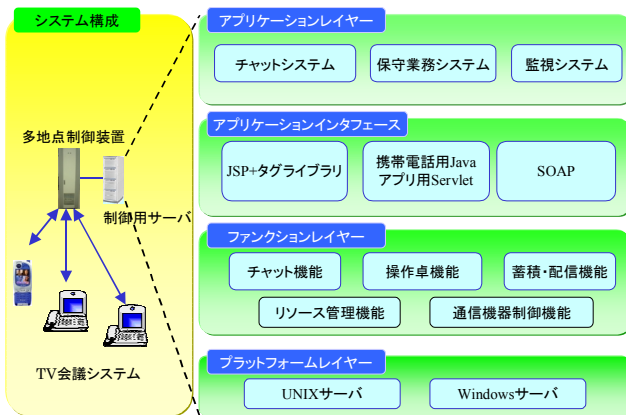 システム構成
多地点制御装置
制御用サーバ
TV会議システム
アプリケーションレイヤー
チャットシステム
保守業務システム
監視システム
アプリケーションインタフェース
JSP+タグライブラリ
携帯電話用Java
アプリ用Servlet
SOAP
ファンクションレイヤー
チャット機能
操作卓機能
蓄積・配信機能
リソース管理機能
通信機器制御機能
プラットフォームレイヤー
UNIXサーバ
Windowsサーバ